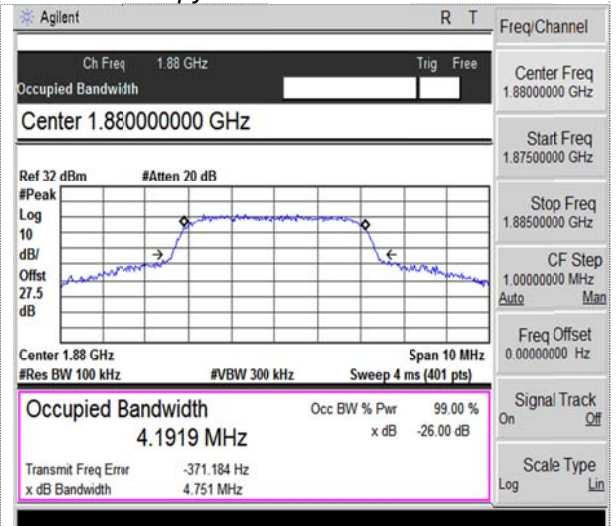 Agilent R T
Freq/Channel
Ch Freq 1.88 GHz Trig Free
Occupied Bandwidth
Center 1.880000000 GHz
Ref 32 dBm #Atten 20 dB
#Peak
Log
10
dB/
Offst
27.5
dB
Center 1.88 GHz Span 10 MHz
#Res BW 100 kHz #VBW 300 kHz Sweep 4 ms (401 pts)
Occupied Bandwidth Occ BW % Pwr 99.00 %
4.1919 MHz x dB -26.00 dB
Transmit Freq Error -371.184 Hz
x dB Bandwidth 4.751 MHz
Center Freq
1.88000000 GHz
Start Freq
1.87500000 GHz
Stop Freq
1.88500000 GHz
CF Step
1.00000000 MHz
Auto Man
Freq Offset
0.00000000 Hz
Signal Track
On Off
Scale Type
Log Lin